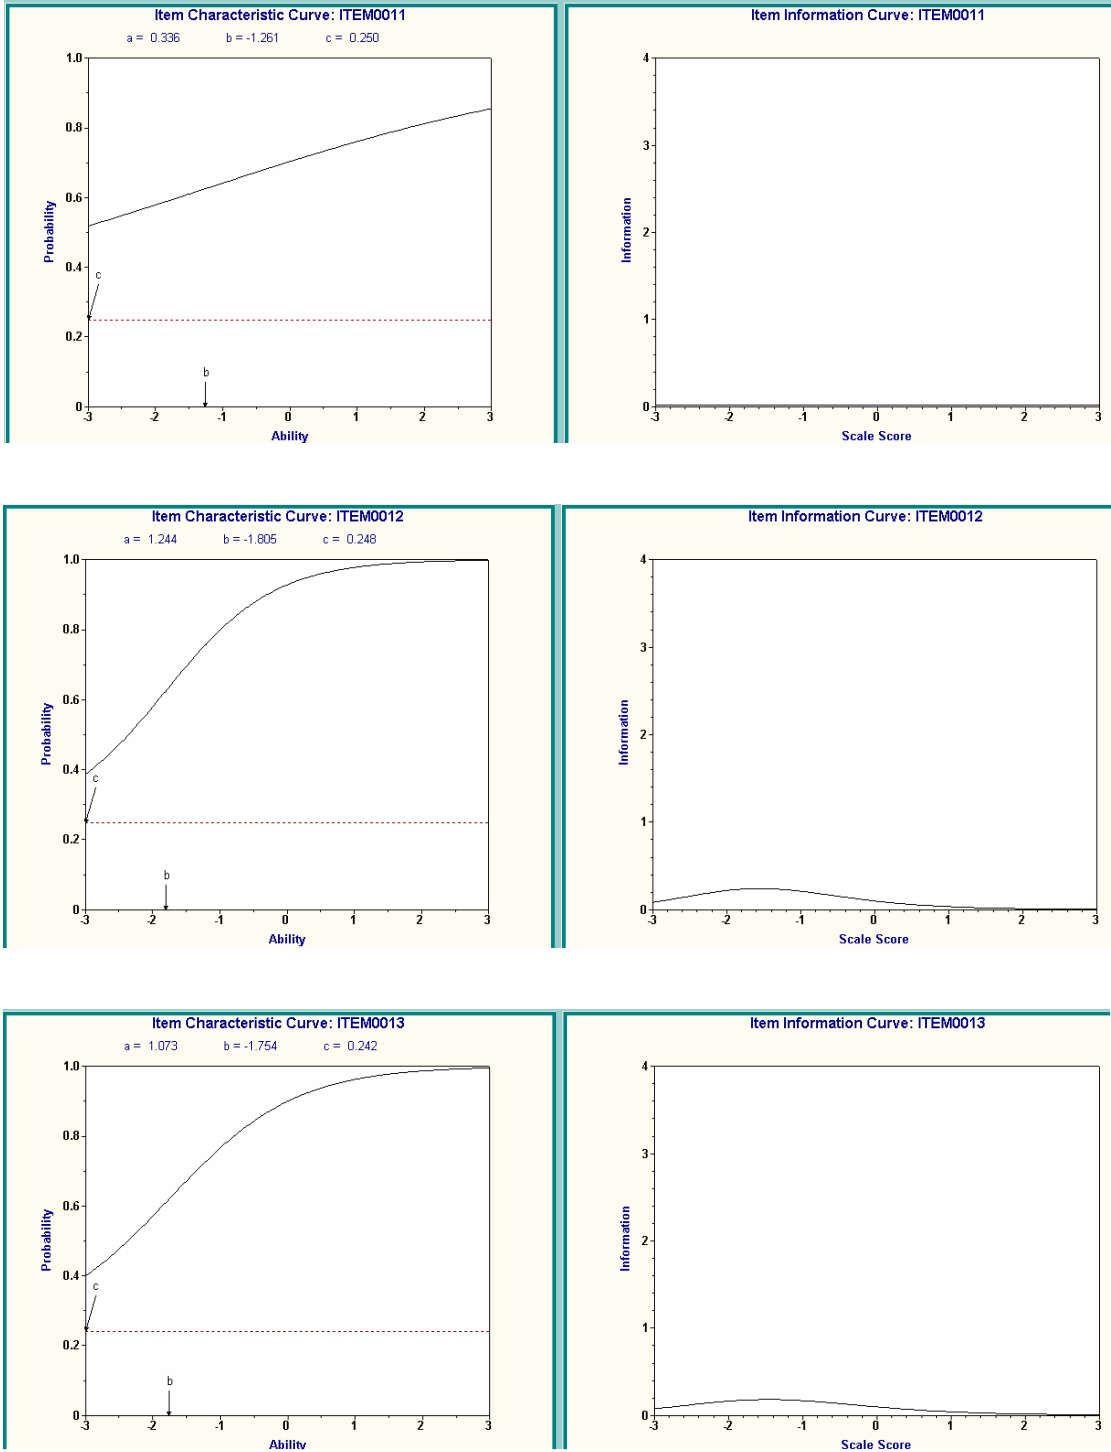 Item Characteristic Curve: ITEM0011
a = 0.336 b = -1.261 c = 0.250
1.0
0.8
0.6
0.4
0.2
0
Probability
c
b
-3 -2 -1 0 1 2 3
Ability
Item Information Curve: ITEM0011
4
3
2
1
0
Information
-3 -2 -1 0 1 2 3
Scale Score
Item Characteristic Curve: ITEM0012
a = 1.244 b = -1.805 c = 0.248
1.0
0.8
0.6
0.4
0.2
0
Probability
c
b
-3 -2 -1 0 1 2 3
Ability
Item Information Curve: ITEM0012
4
3
2
1
0
Information
-3 -2 -1 0 1 2 3
Scale Score
Item Characteristic Curve: ITEM0013
a = 1.073 b = -1.754 c = 0.242
1.0
0.8
0.6
0.4
0.2
0
Probability
c
b
-3 -2 -1 0 1 2 3
Ability
Item Information Curve: ITEM0013
4
3
2
1
0
Information
-3 -2 -1 0 1 2 3
Scale Score